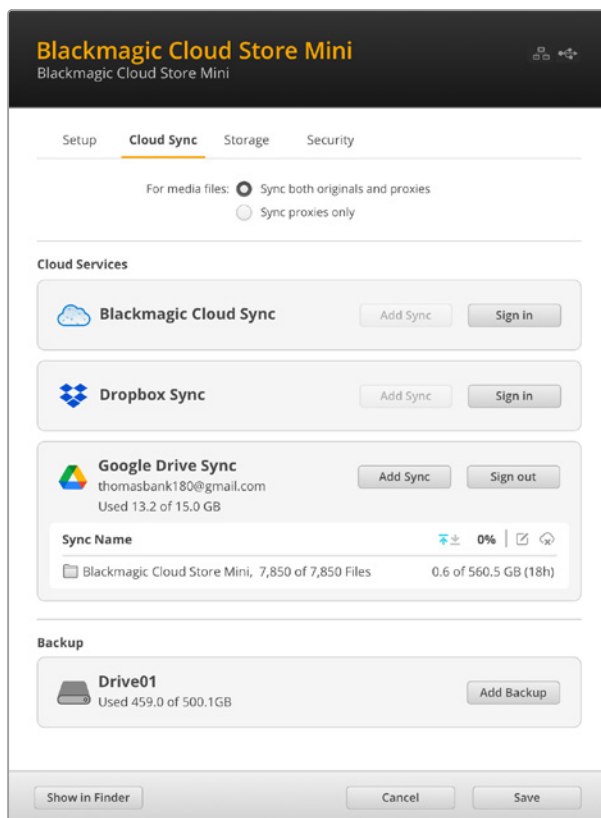 Blackmagic Cloud Store Mini
Blackmagic Cloud Store Mini
Setup Cloud Sync Storage Security
For media files: Sync both originals and proxies
Sync proxies only
Cloud Services
Blackmagic Cloud Sync Add Sync Sign in
Dropbox Sync Add Sync Sign in
Google Drive Sync
thomasbank180@gmail.com
Used 13.2 of 15.0 GB
Add Sync Sign out
Sync Name 0%
Blackmagic Cloud Store Mini, 7,850 of 7,850 Files 0.6 of 560.5 GB (18h)
Backup
Drive01
Used 459.0 of 500.1GB
Add Backup
Show in Finder Cancel Save